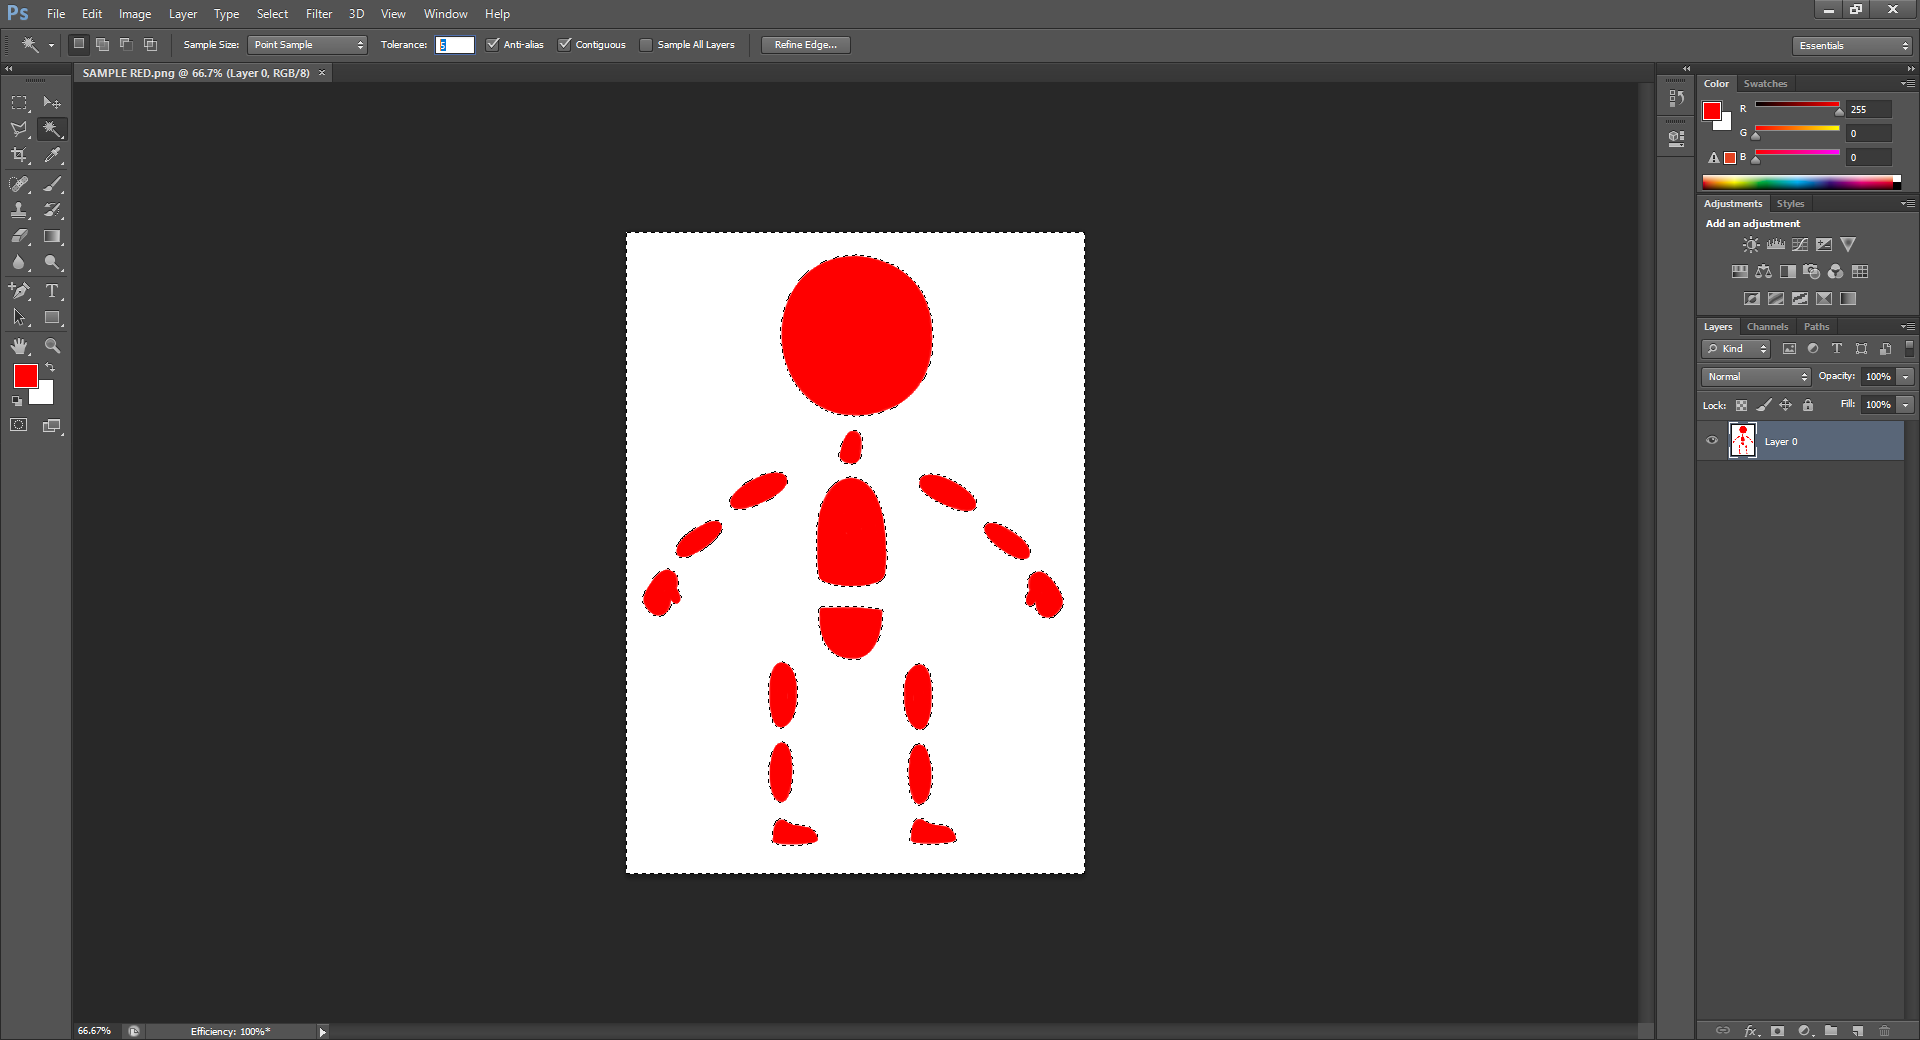 Ps File Edit Image Layer Type Select Filter 3D View Window Help
Sample Size: Point Sample Tolerance: 5 Anti-alias Contiguous Sample All Layers Refine Edge... Essentials
SAMPLE RED.png @ 66.7% (Layer 0, RGB/8) ×
Color Swatches
R 255
G 0
B 0
Adjustments Styles
Add an adjustment
Layers Channels Paths
Kind
Normal Opacity: 100%
Lock: Fill: 100%
Layer 0
66.67% Efficiency: 100%*
fx